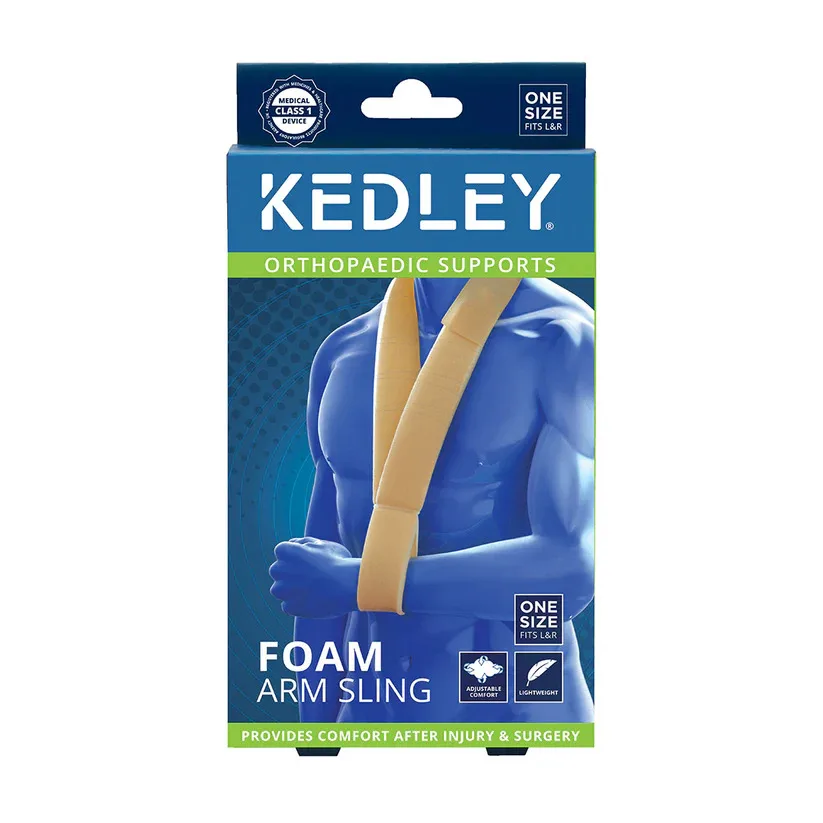 MEDICAL
CLASS 1
DEVICE
ONE
SIZE
FITS L&R
KEDLEY®
ORTHOPAEDIC SUPPORTS
ONE
SIZE
FITS L&R
FOAM
ARM SLING
ADJUSTABLE
COMFORT
LIGHTWEIGHT
PROVIDES COMFORT AFTER INJURY & SURGERY